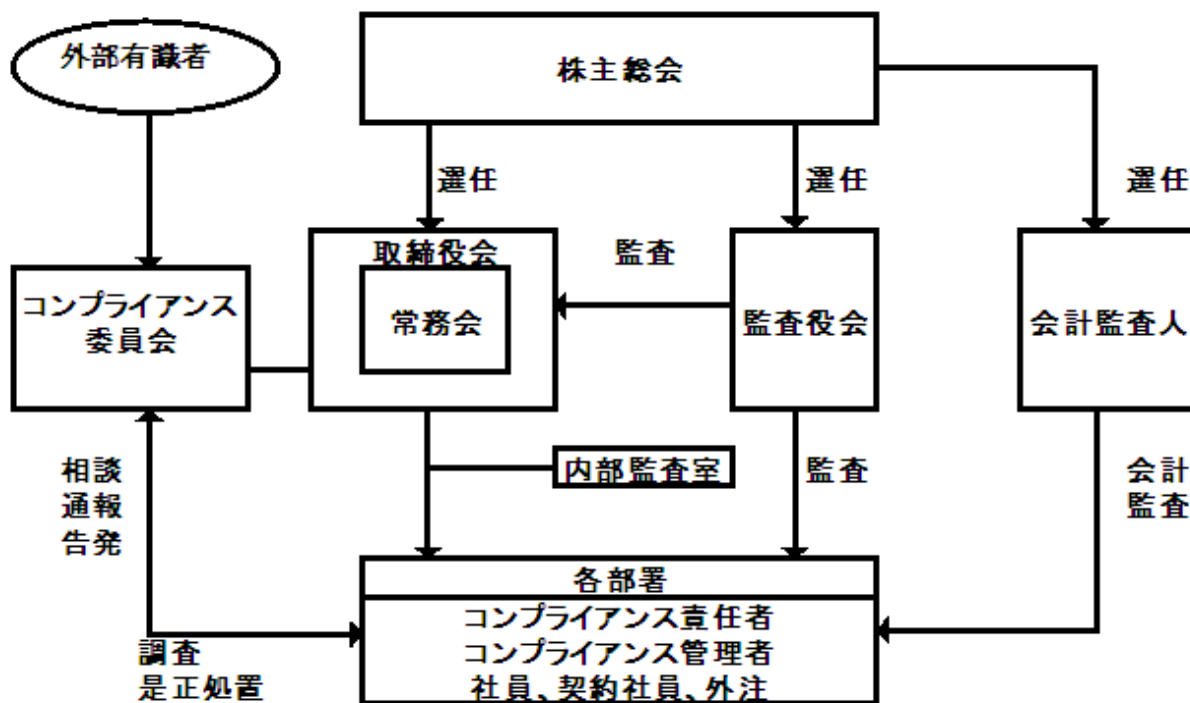 外部有識者
株主総会
選任
選任
選任
取締役会
監査
常務会
監査役会
会計監査人
コンプライアンス
委員会
内部監査室
相談
通報
告発
監査
会計
監査
各部署
コンプライアンス責任者
コンプライアンス管理者
社員、契約社員、外注
調査
是正処置